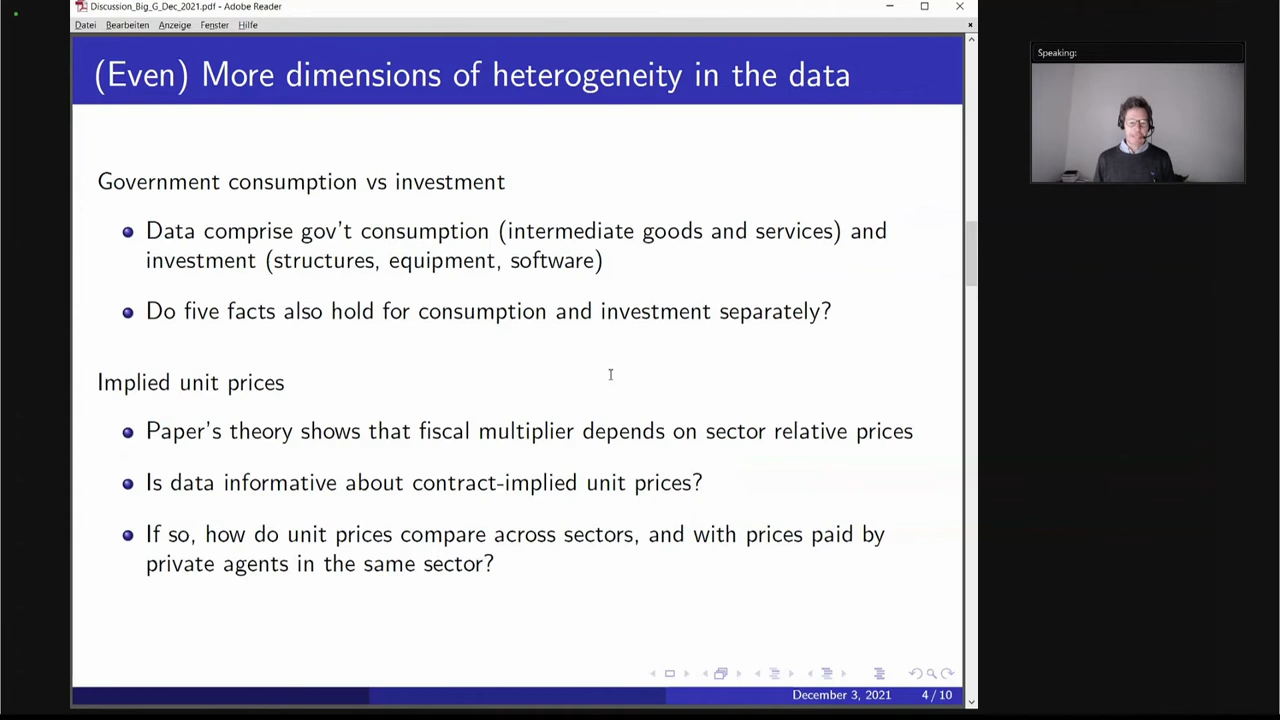 Discussion_Big_G_Dec_2021.pdf - Adobe Reader
Datei Bearbeiten Anzeige Fenster Hilfe
(Even) More dimensions of heterogeneity in the data
Government consumption vs investment
Data comprise gov't consumption (intermediate goods and services) and
investment (structures, equipment, software)
Do five facts also hold for consumption and investment separately?
Implied unit prices
Paper's theory shows that fiscal multiplier depends on sector relative prices
Is data informative about contract-implied unit prices?
If so, how do unit prices compare across sectors, and with prices paid by
private agents in the same sector?
December 3, 2021 4 / 10
Speaking: